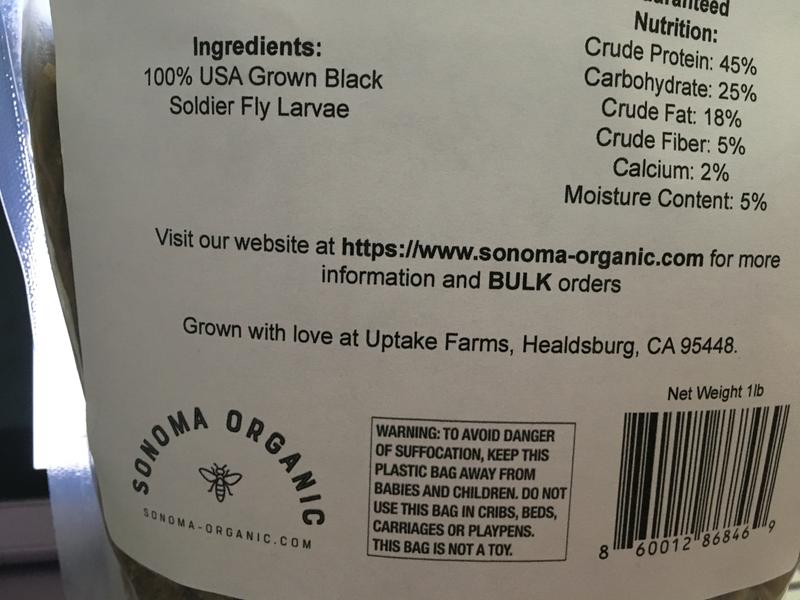 Ingredients:
100% USA Grown Black
Soldier Fly Larvae
Nutrition:
Crude Protein: 45%
Carbohydrate: 25%
Crude Fat: 18%
Crude Fiber: 5%
Calcium: 2%
Moisture Content: 5%
Visit our website at https://www.sonoma-organic.com for more
information and BULK orders
Grown with love at Uptake Farms, Healdsburg, CA 95448.
SONOMA ORGANIC
SONOMA-ORGANIC.COM
WARNING: TO AVOID DANGER
OF SUFFOCATION, KEEP THIS
PLASTIC BAG AWAY FROM
BABIES AND CHILDREN. DO NOT
USE THIS BAG IN CRIBS, BEDS,
CARRIAGES OR PLAYPENS.
THIS BAG IS NOT A TOY.
Net Weight 1lb
8 60012 86846 9